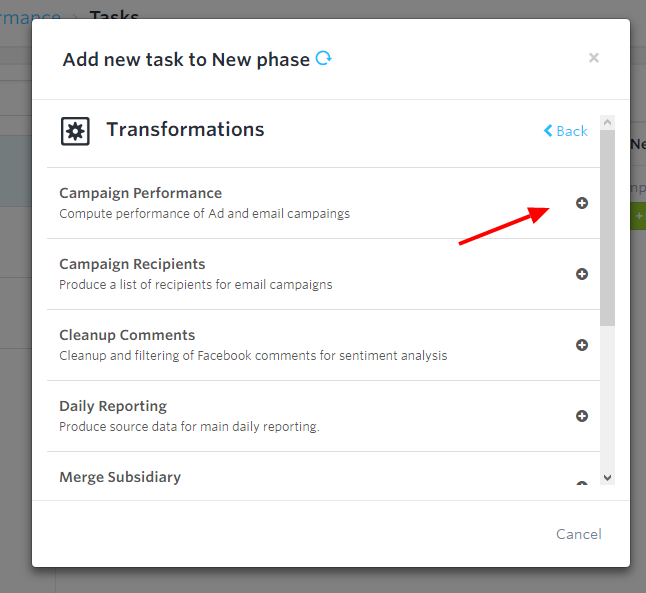 rmance > Tasks
Add new task to New phase
×
Transformations
Back
Ne
Campaign Performance
Compute performance of Ad and email campaings
mp
+
Campaign Recipients
Produce a list of recipients for email campaigns
Cleanup Comments
Cleanup and filtering of Facebook comments for sentiment analysis
Daily Reporting
Produce source data for main daily reporting.
Merge Subsidiary
Cancel